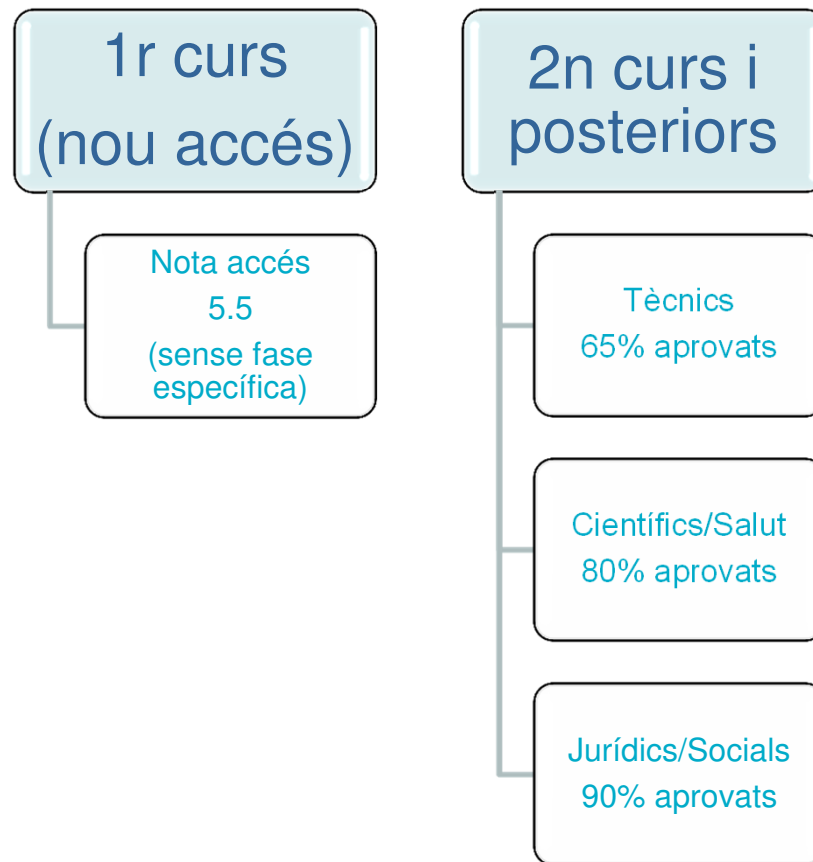 1r curs
(nou accés)
Nota accés
5.5
(sense fase
específica)
2n curs i
posteriors
Tècnics
65% aprovats
Científics/Salut
80% aprovats
Jurídics/Socials
90% aprovats